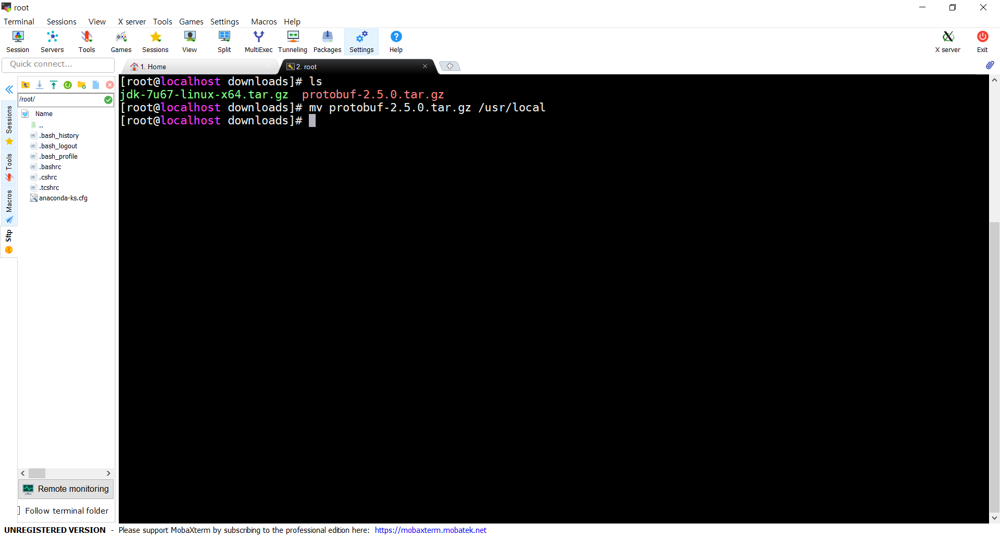 root
Terminal Sessions View X server Tools Games Settings Macros Help
Session Servers Tools Games Sessions View Split MultiExec Tunneling Packages Settings Help X server Exit
Quick connect...
1. Home
2. root
/root/
Name
..
.bash_history
.bash_logout
.bash_profile
.bashrc
.cshrc
.tcshrc
anaconda-ks.cfg
Sessions
Tools
Macros
Sftp
Remote monitoring
Follow terminal folder
[root@localhost downloads]# ls
jdk-7u67-linux-x64.tar.gz  protobuf-2.5.0.tar.gz
[root@localhost downloads]# mv protobuf-2.5.0.tar.gz /usr/local
[root@localhost downloads]#
UNREGISTERED VERSION - Please support MobaXterm by subscribing to the professional edition here: https://mobaxterm.mobatek.net